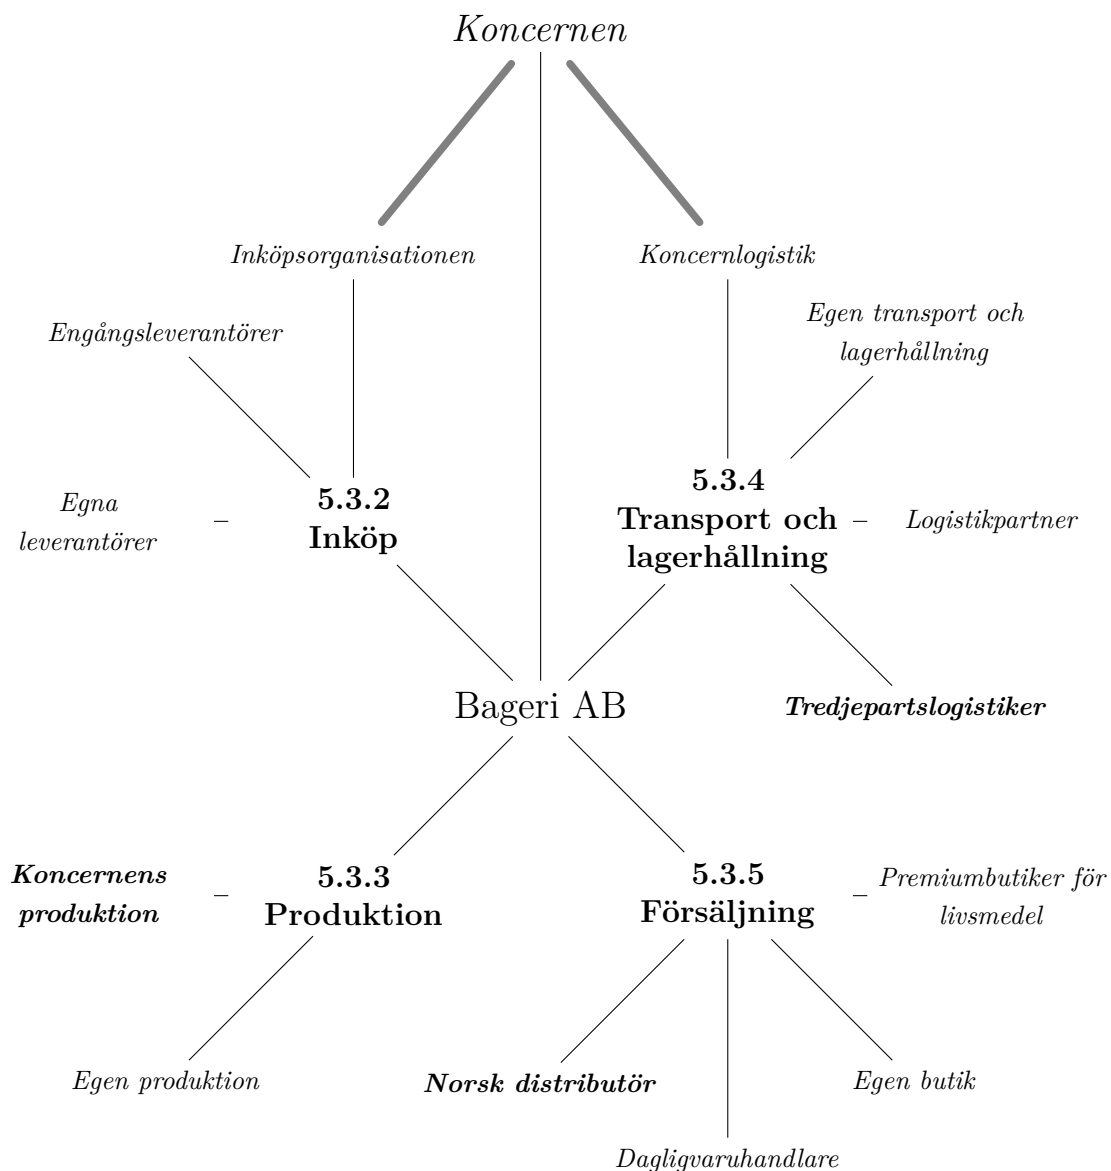 Koncernen
Inköpsorganisationen
Koncernlogistik
Engångsleverantörer
Egen transport och
lagerhållning
Egna
leverantörer
5.3.2
Inköp
5.3.4
Transport och
lagerhållning
Logistikpartner
Bageri AB
Tredjepartslogistiker
Koncernens
produktion
5.3.3
Produktion
5.3.5
Försäljning
Premiumbutiker för
livsmedel
Egen produktion
Norsk distributör
Egen butik
Dagligvaruhandlare